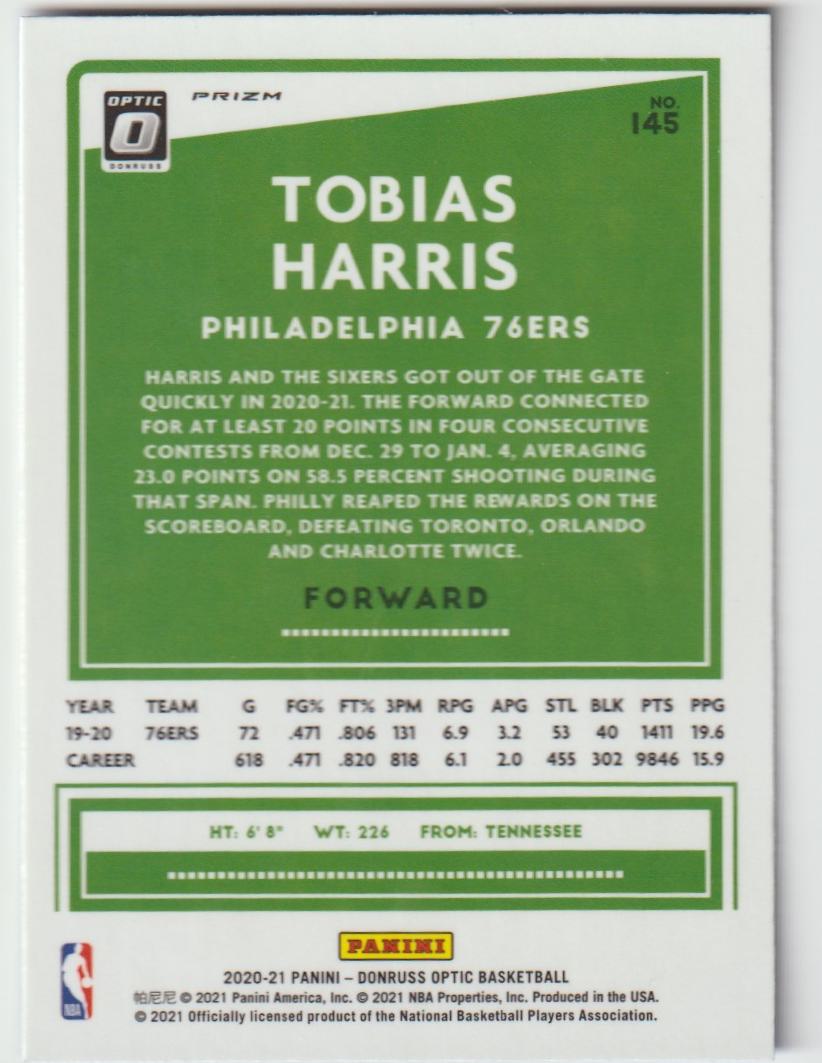 OPTIC
O
DONRUSS
PRIZM
NO.
145
TOBIAS
HARRIS
PHILADELPHIA 76ERS
HARRIS AND THE SIXERS GOT OUT OF THE GATE
QUICKLY IN 2020-21. THE FORWARD CONNECTED
FOR AT LEAST 20 POINTS IN FOUR CONSECUTIVE
CONTESTS FROM DEC. 29 TO JAN. 4, AVERAGING
23.0 POINTS ON 58.5 PERCENT SHOOTING DURING
THAT SPAN. PHILLY REAPED THE REWARDS ON THE
SCOREBOARD, DEFEATING TORONTO, ORLANDO
AND CHARLOTTE TWICE.
FORWARD
YEAR TEAM G FG% FT% 3PM RPG APG STL BLK PTS PPG
19-20 76ERS 72 .471 .806 131 6.9 3.2 53 40 1411 19.6
CAREER 618 .471 .820 818 6.1 2.0 455 302 9846 15.9
HT: 6' 8" WT: 226 FROM: TENNESSEE
PANINI
NBA
2020-21 PANINI – DONRUSS OPTIC BASKETBALL
帕尼尼 © 2021 Panini America, Inc. © 2021 NBA Properties, Inc. Produced in the USA.
© 2021 Officially licensed product of the National Basketball Players Association.